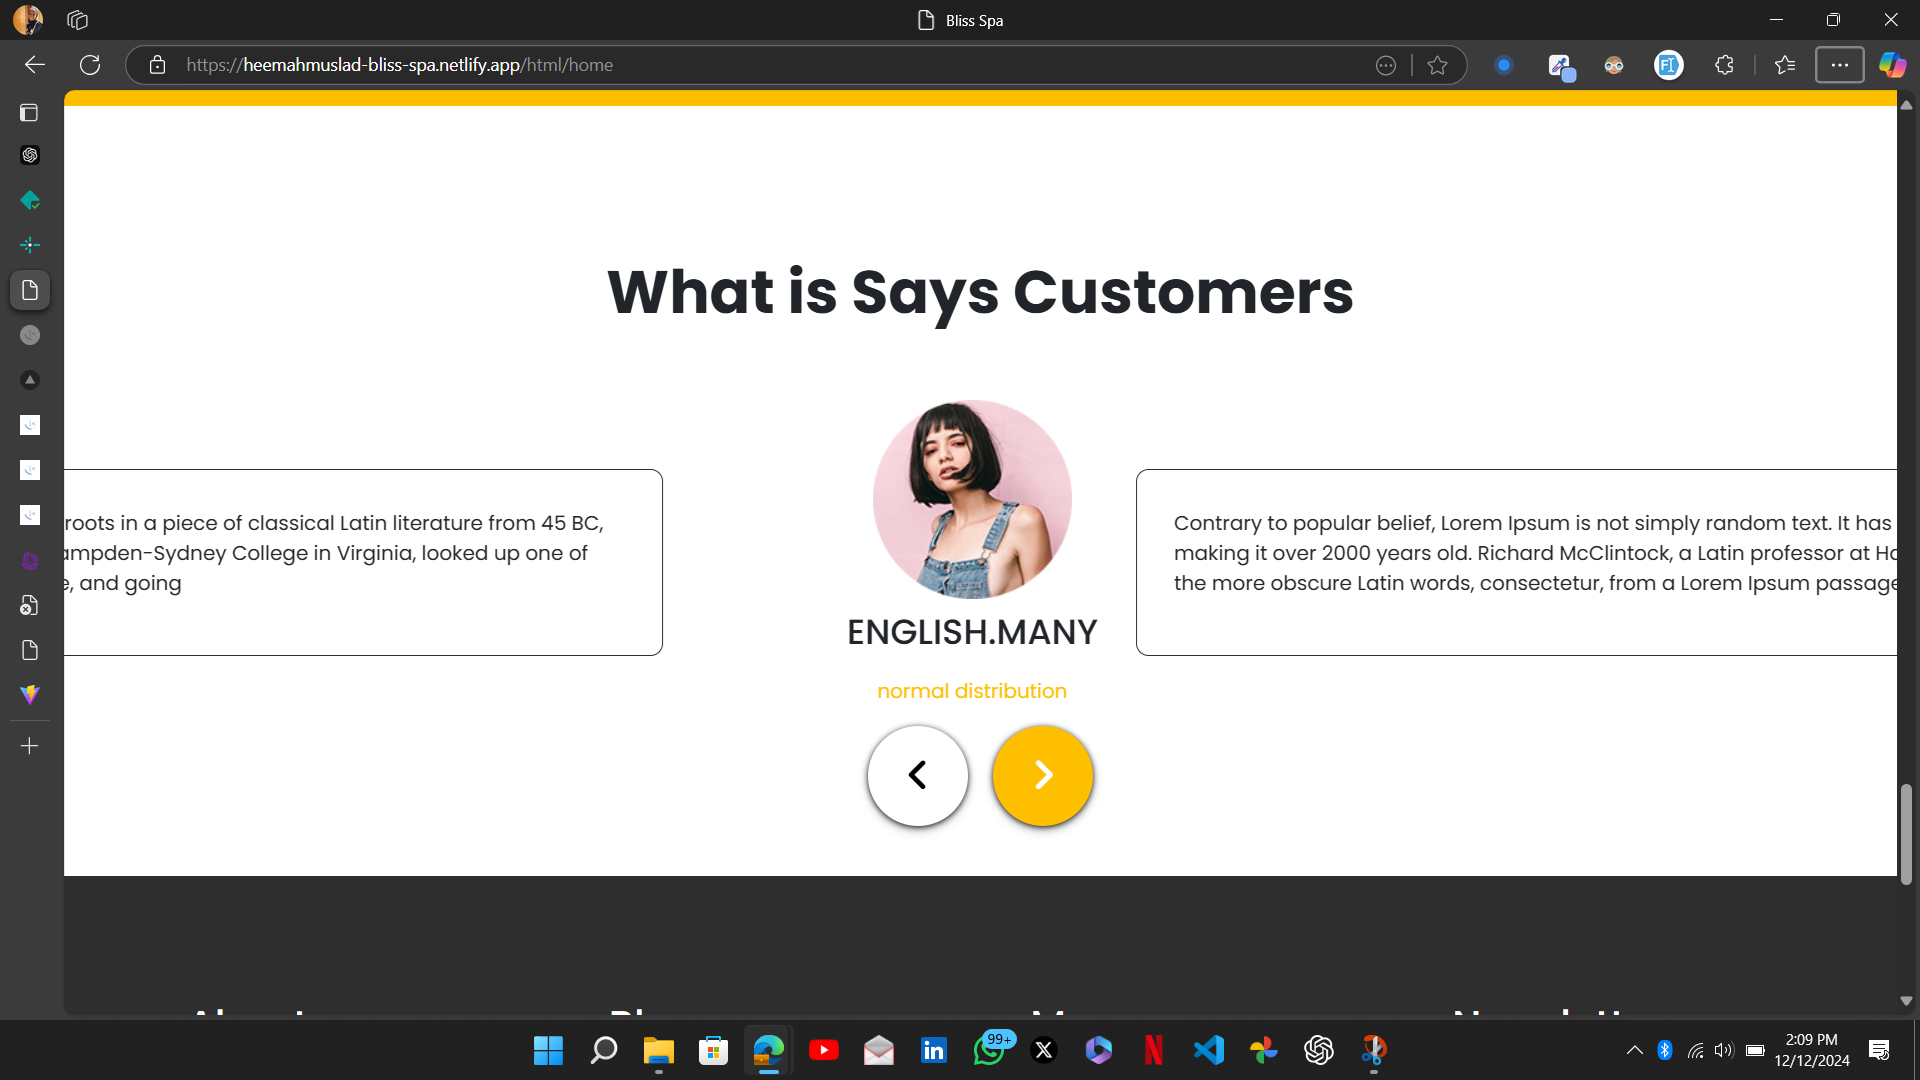 Bliss Spa
https://heemahmuslad-bliss-spa.netlify.app/html/home
What is Says Customers
roots in a piece of classical Latin literature from 45 BC,
ampden-Sydney College in Virginia, looked up one of
e, and going
ENGLISH.MANY
normal distribution
Contrary to popular belief, Lorem Ipsum is not simply random text. It has
making it over 2000 years old. Richard McClintock, a Latin professor at Ha
the more obscure Latin words, consectetur, from a Lorem Ipsum passage
99+
2:09 PM
12/12/2024